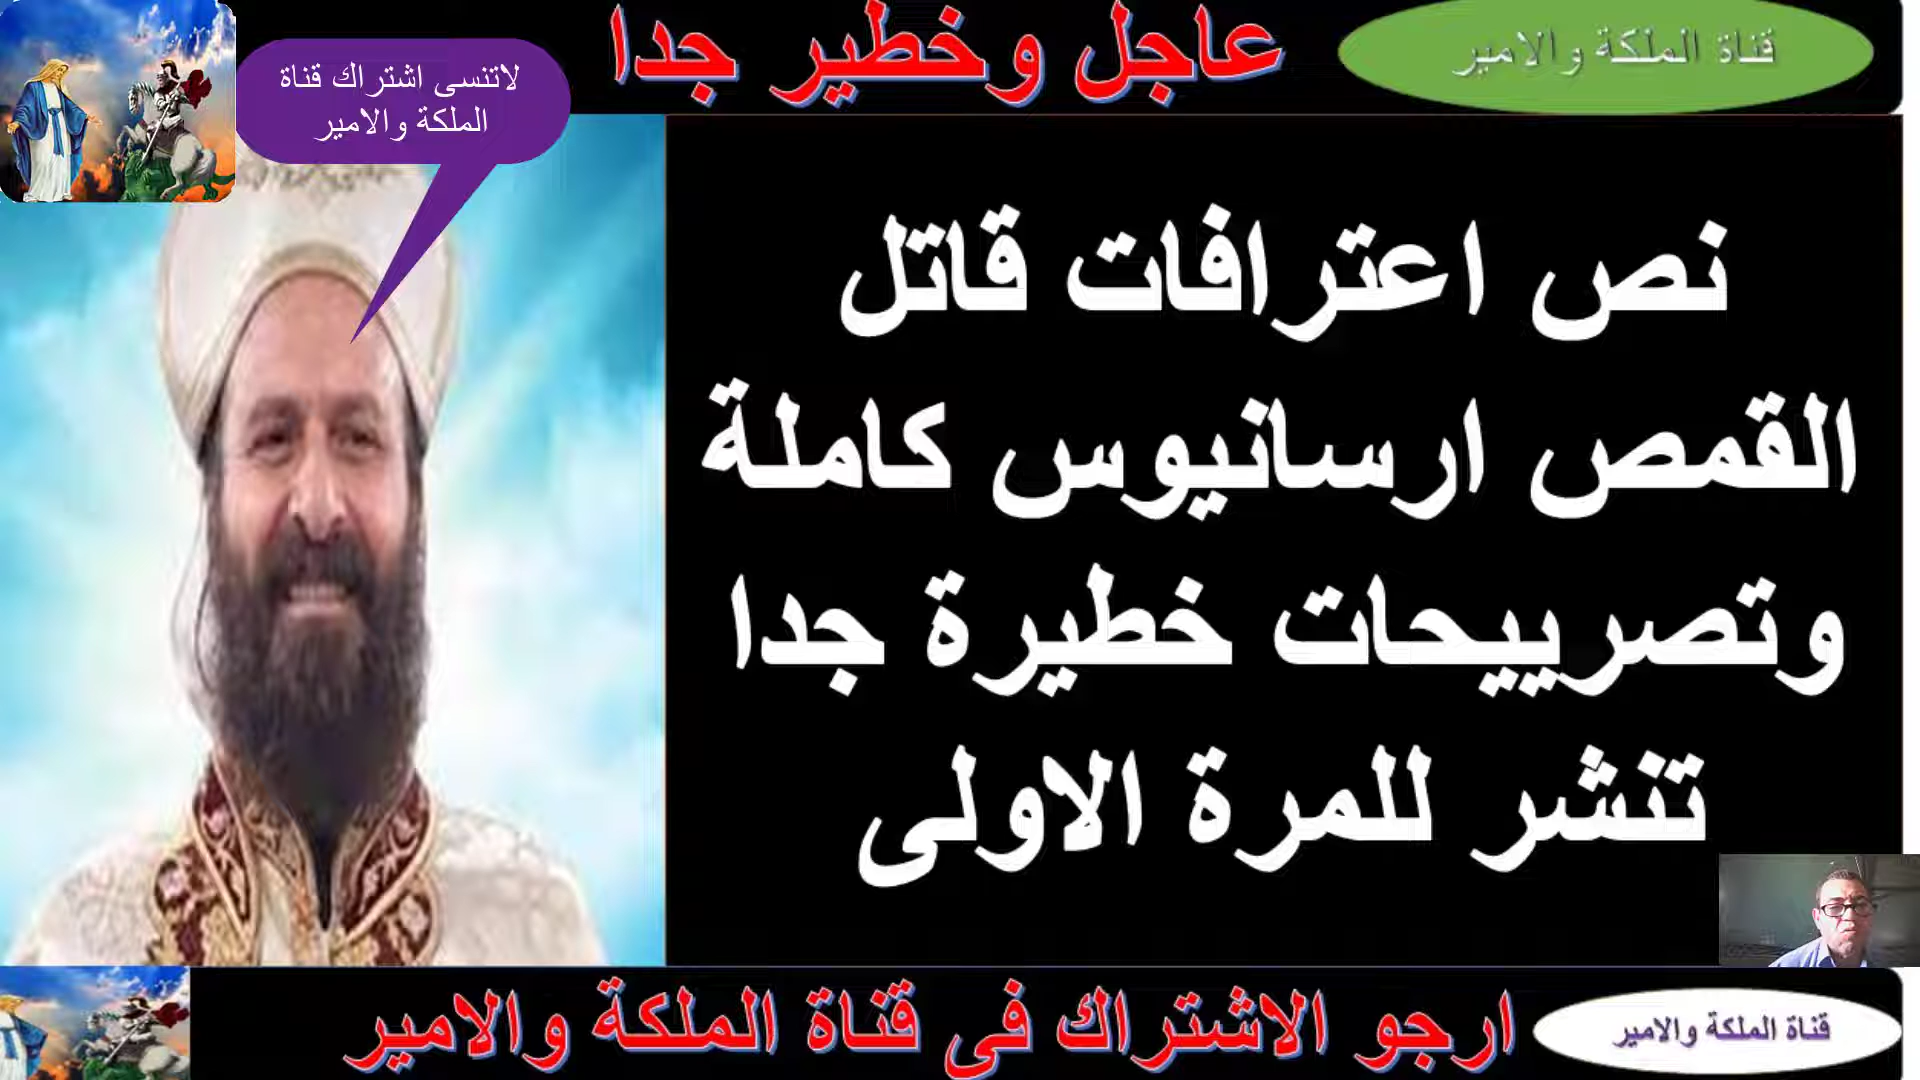 عاجل وخطير جدا
قناة الملكة والامير
لاتنسى اشتراك قناة
الملكة والامير
نص اعترافات قاتل
القمص ارسانيوس كاملة
وتصرييحات خطيرة جدا
تنشر للمرة الاولى
ارجو الاشتراك فى قناة الملكة والامير
قناة الملكة والامير